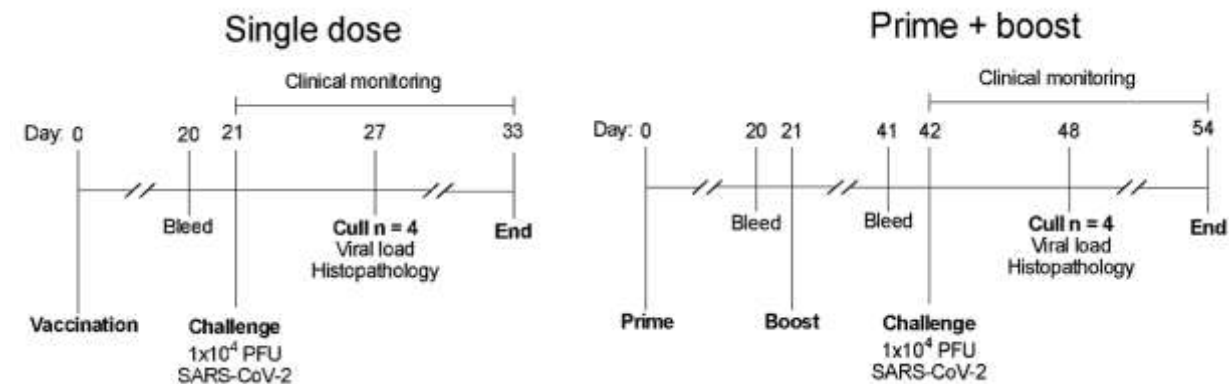 Single dose
Clinical monitoring
Day: 0 20 21 27 33
Bleed
Cull n = 4
Viral load
Histopathology
End
Vaccination
Challenge
1x10⁴ PFU
SARS-CoV-2
Prime + boost
Clinical monitoring
Day: 0 20 21 41 42 48 54
Bleed
Bleed
Cull n = 4
Viral load
Histopathology
End
Prime
Boost
Challenge
1x10⁴ PFU
SARS-CoV-2